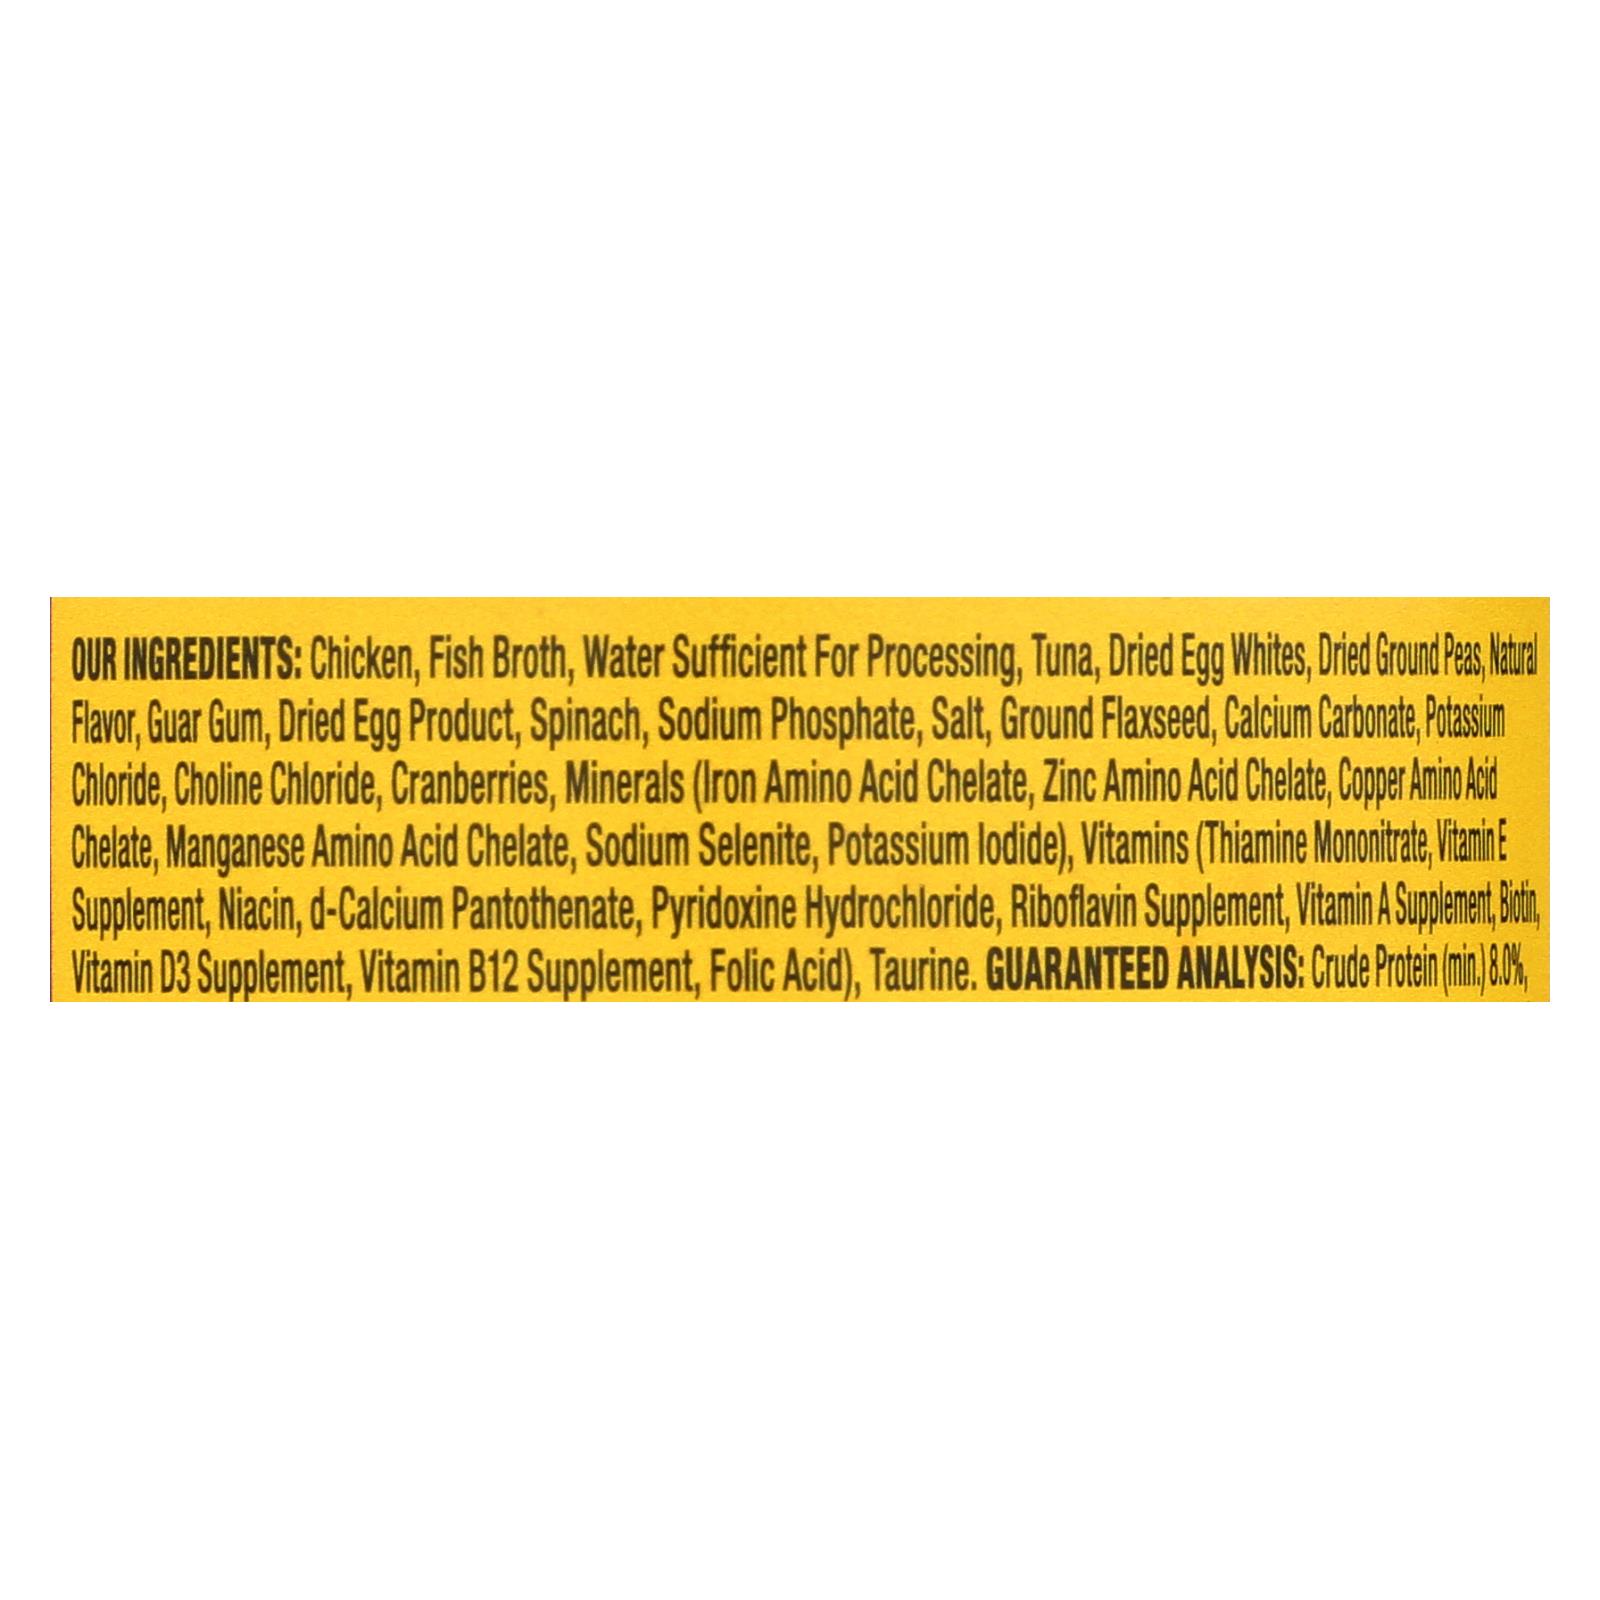 OUR INGREDIENTS: Chicken, Fish Broth, Water Sufficient For Processing, Tuna, Dried Egg Whites, Dried Ground Peas, Natural
Flavor, Guar Gum, Dried Egg Product, Spinach, Sodium Phosphate, Salt, Ground Flaxseed, Calcium Carbonate, Potassium
Chloride, Choline Chloride, Cranberries, Minerals (Iron Amino Acid Chelate, Zinc Amino Acid Chelate, Copper Amino Acid
Chelate, Manganese Amino Acid Chelate, Sodium Selenite, Potassium Iodide), Vitamins (Thiamine Mononitrate, Vitamin E
Supplement, Niacin, d-Calcium Pantothenate, Pyridoxine Hydrochloride, Riboflavin Supplement, Vitamin A Supplement, Biotin,
Vitamin D3 Supplement, Vitamin B12 Supplement, Folic Acid), Taurine. GUARANTEED ANALYSIS: Crude Protein (min.) 8.0%,